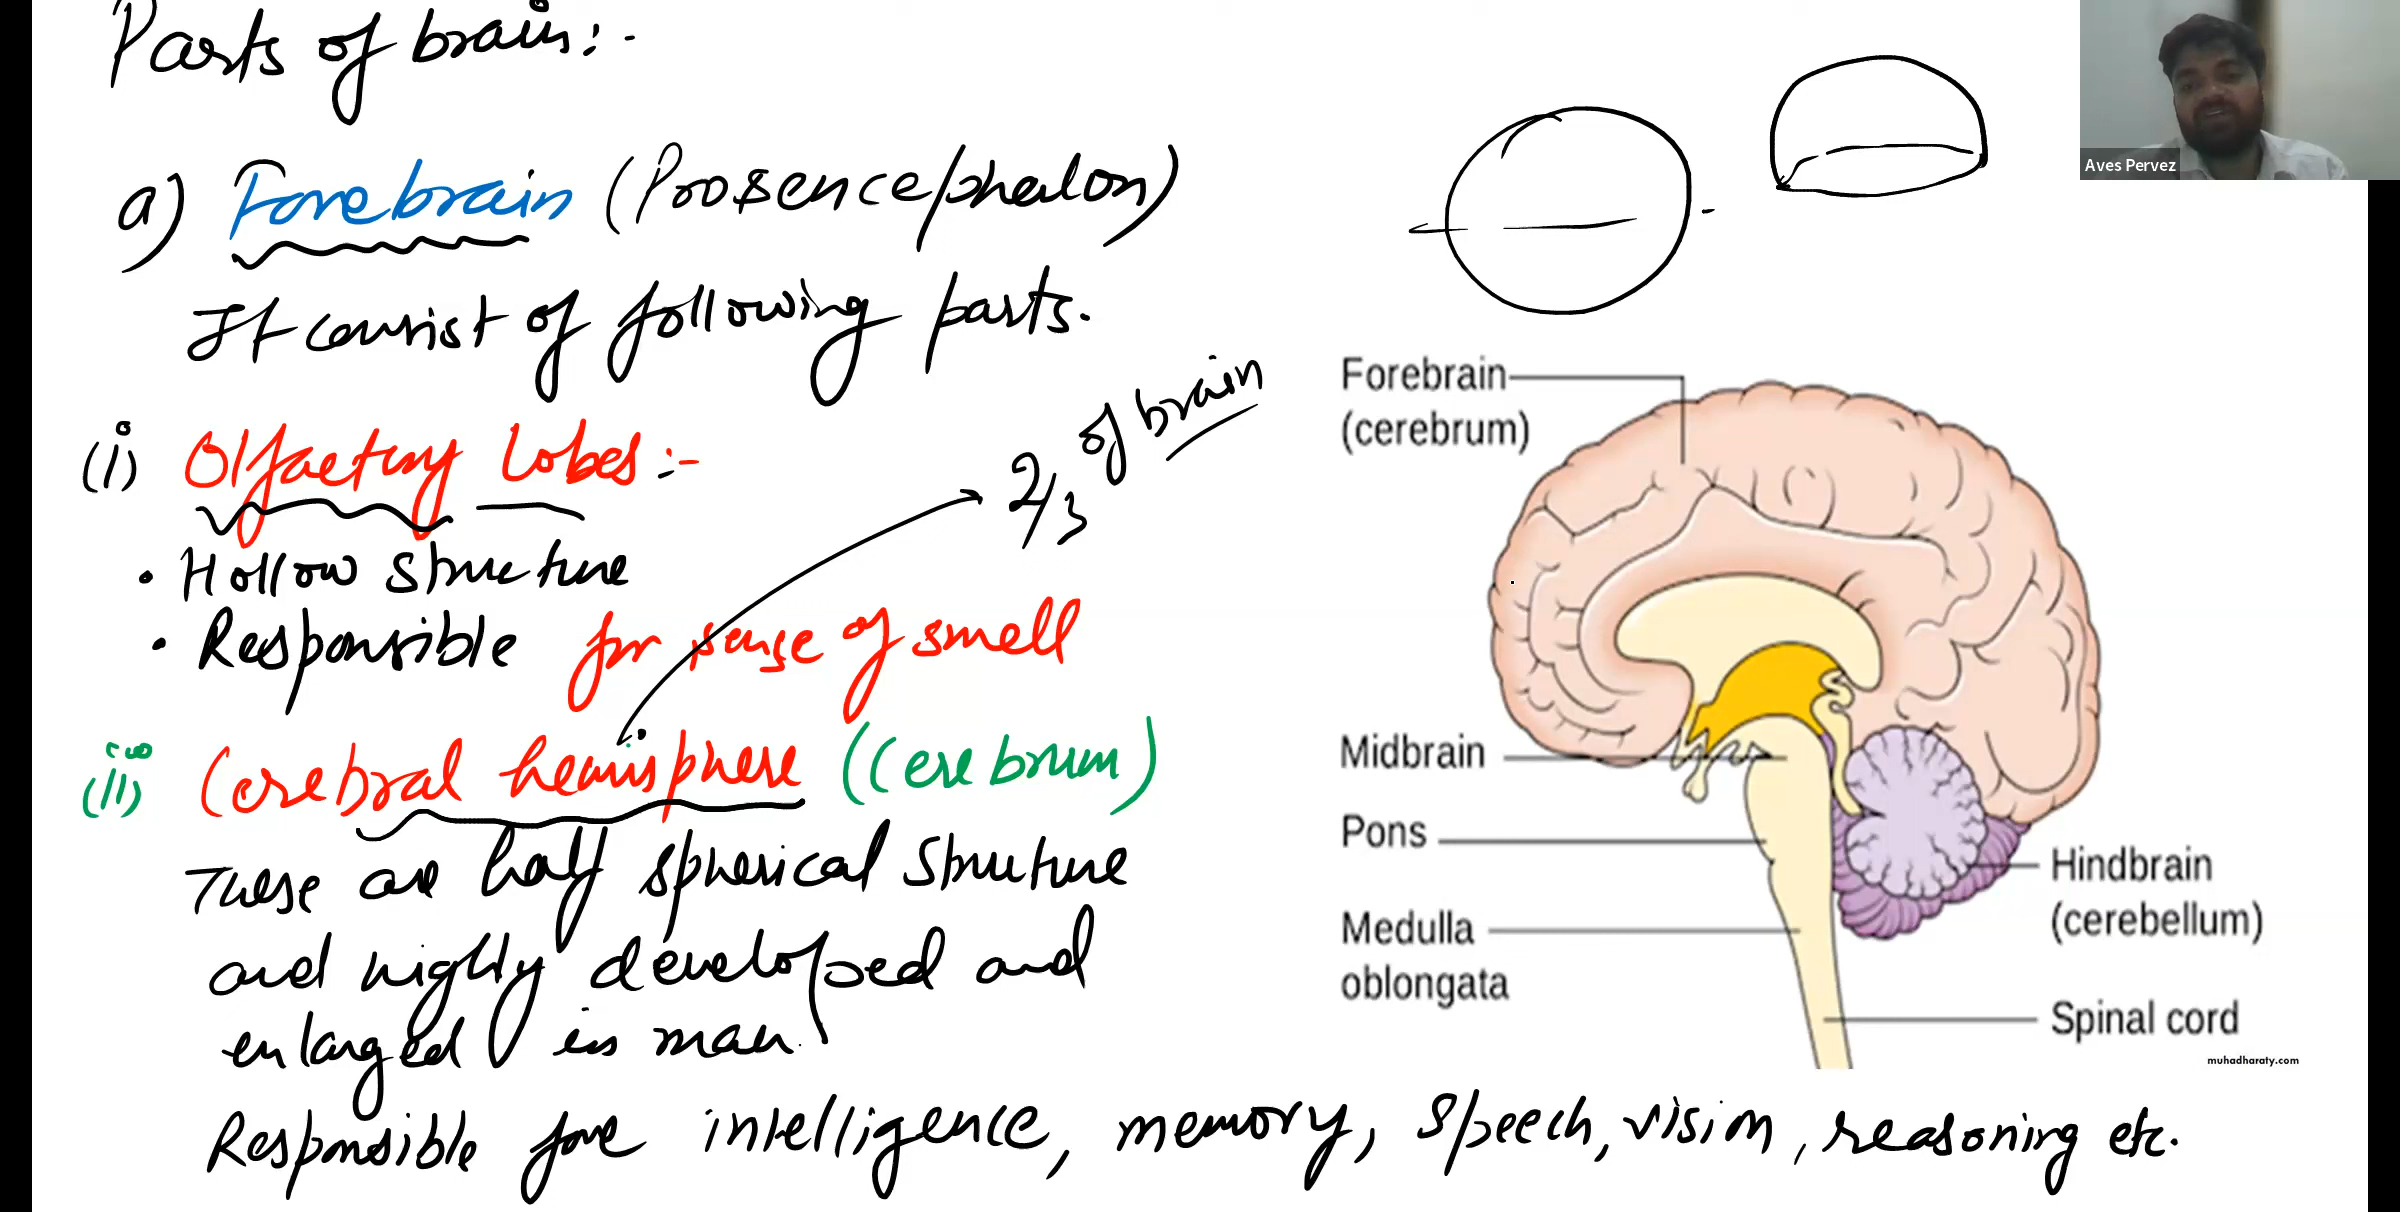 Parts of brain:-
a) Forebrain (Prosencephalon)
It consist of following parts.
(i) Olfactory Lobes:-
• Hollow structure
• Responsible for sense of smell
2/3 of brain
(ii) Cerebral hemisphere (Cerebrum)
These are half spherical structure
and highly developed and
enlarged in man.
Responsible fore intelligence, memory, speech, vision, reasoning etc.
Aves Pervez
Forebrain
(cerebrum)
Midbrain
Pons
Medulla
oblongata
Hindbrain
(cerebellum)
Spinal cord
muhadharaty.com